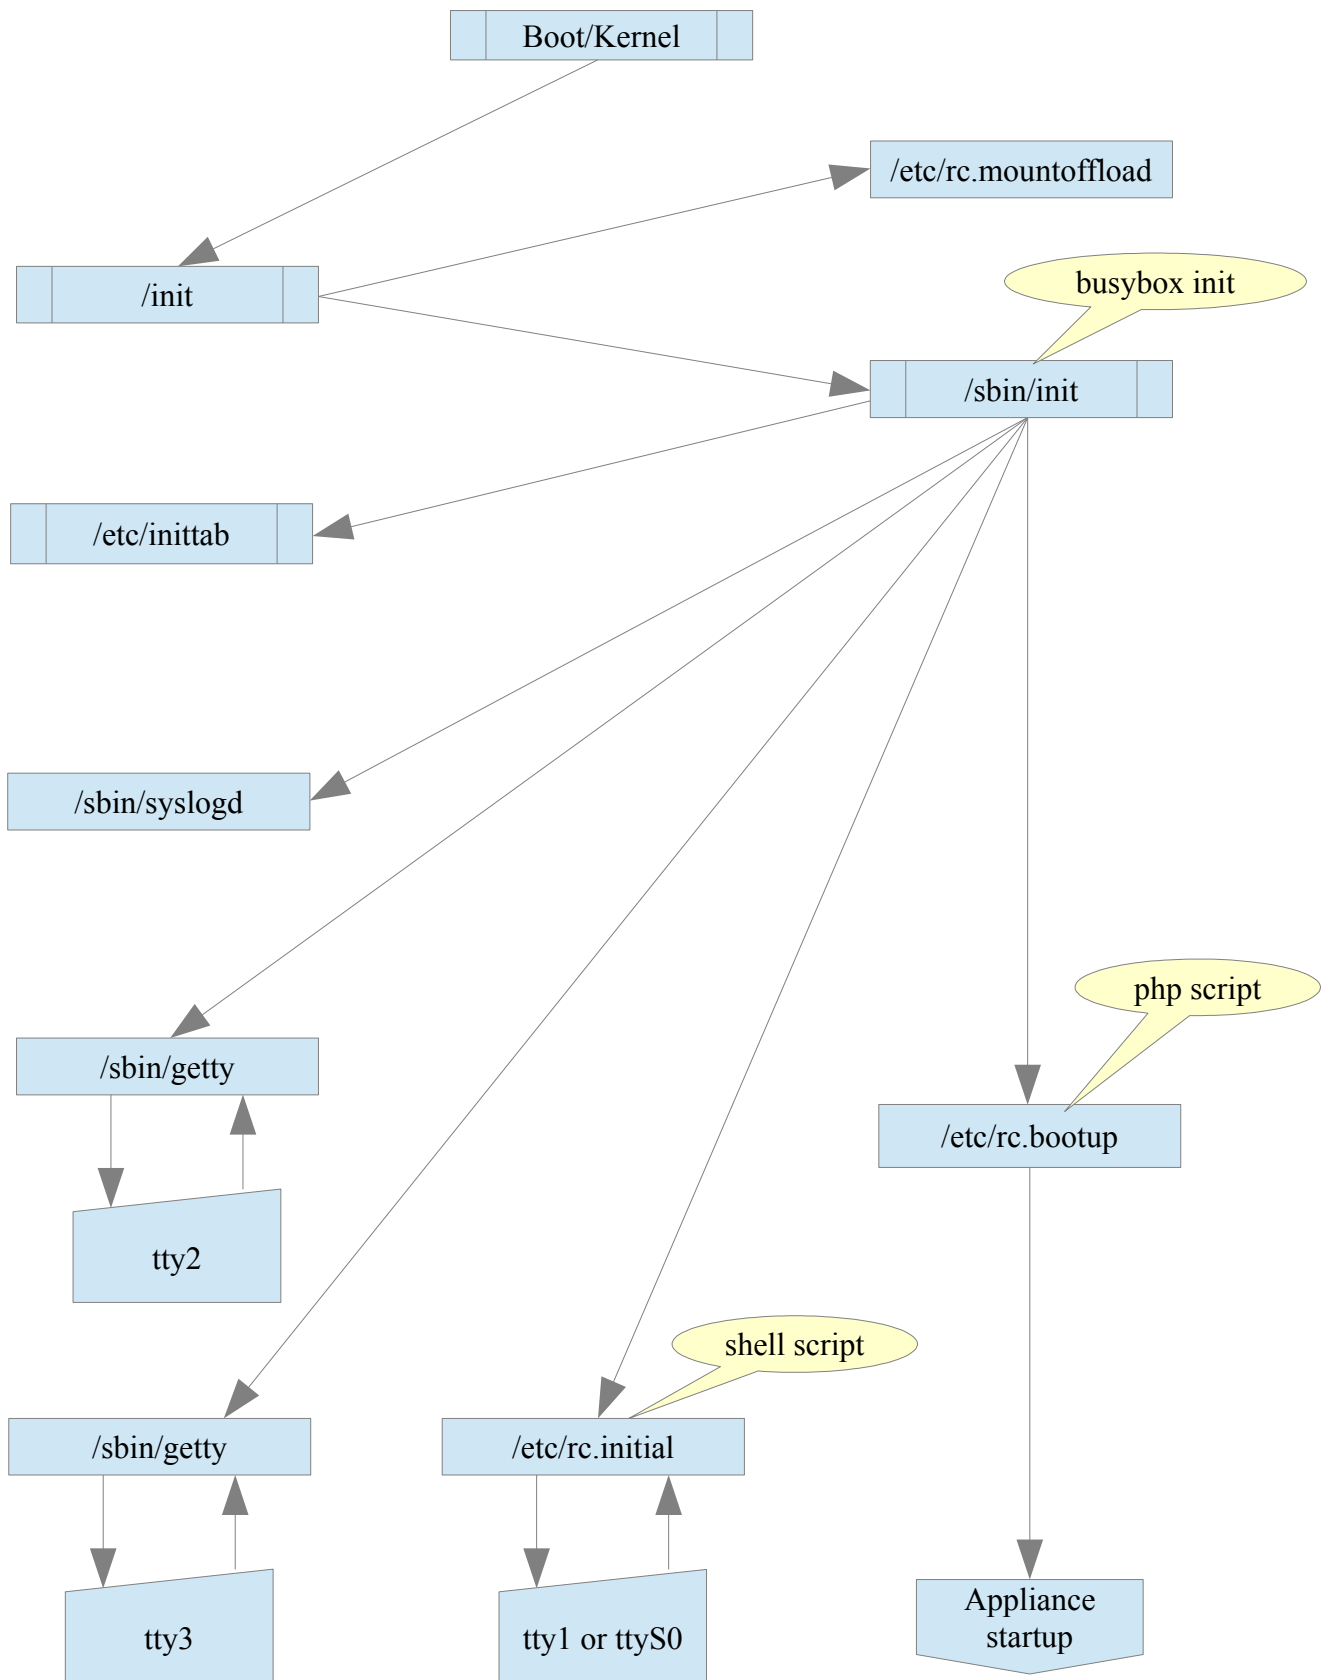 Boot/Kernel
/etc/rc.mountoffload
/init
busybox init
/sbin/init
/etc/inittab
/sbin/syslogd
php script
/sbin/getty
/etc/rc.bootup
tty2
shell script
/sbin/getty
/etc/rc.initial
Appliance
startup
tty3
tty1 or ttyS0